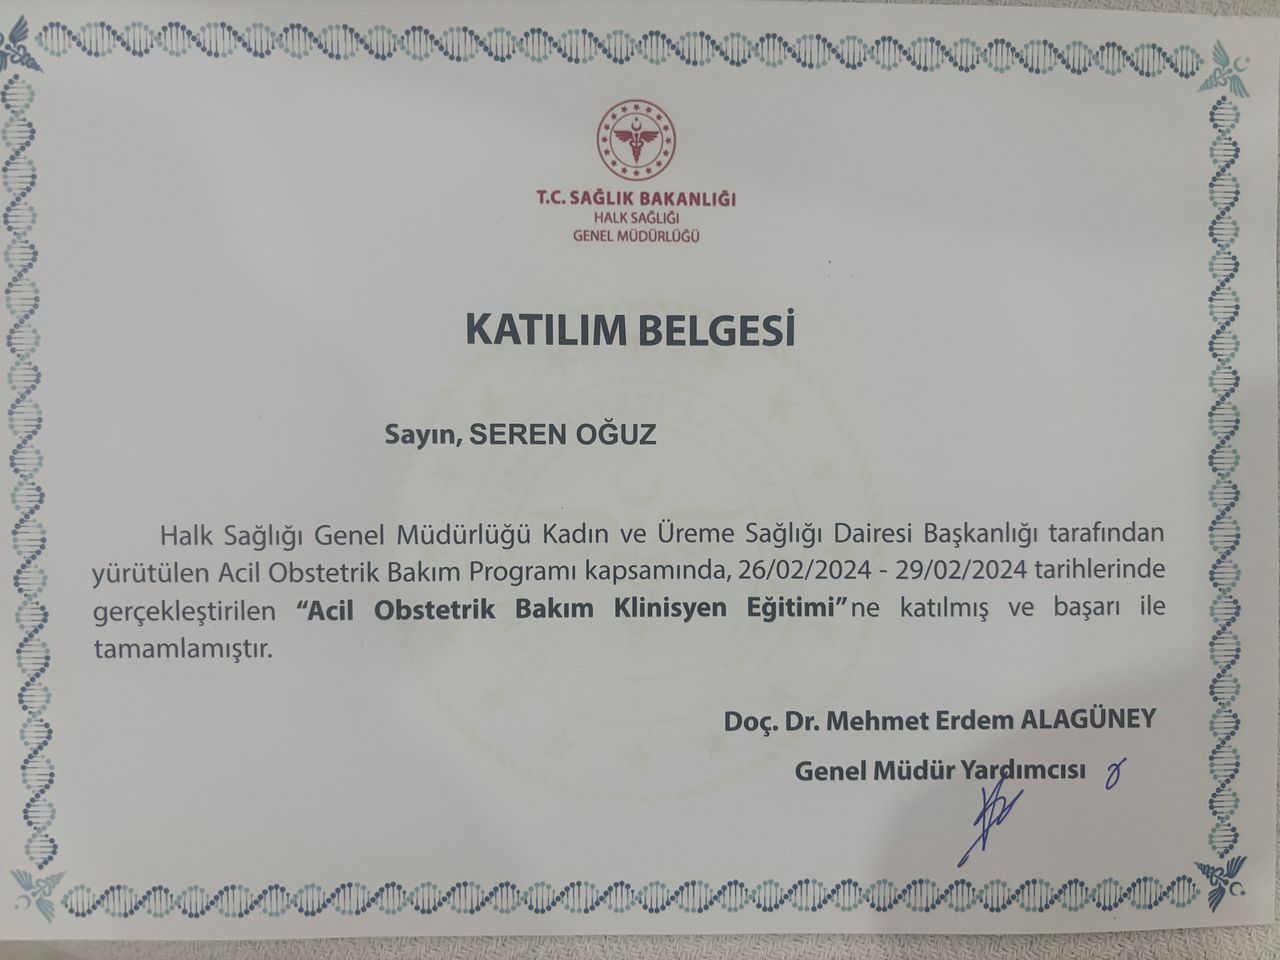 T.C. SAĞLIK BAKANLIĞI
HALK SAĞLIĞI
GENEL MÜDÜRLÜĞÜ
KATILIM BELGESİ
Sayın, SEREN OĞUZ
Halk Sağlığı Genel Müdürlüğü Kadın ve Üreme Sağlığı Dairesi Başkanlığı tarafından
yürütülen Acil Obstetrik Bakım Programı kapsamında, 26/02/2024 - 29/02/2024 tarihlerinde
gerçekleştirilen “Acil Obstetrik Bakım Klinisyen Eğitimi”ne katılmış ve başarı ile
tamamlamıştır.
Doç. Dr. Mehmet Erdem ALAGÜNEY
Genel Müdür Yardımcısı